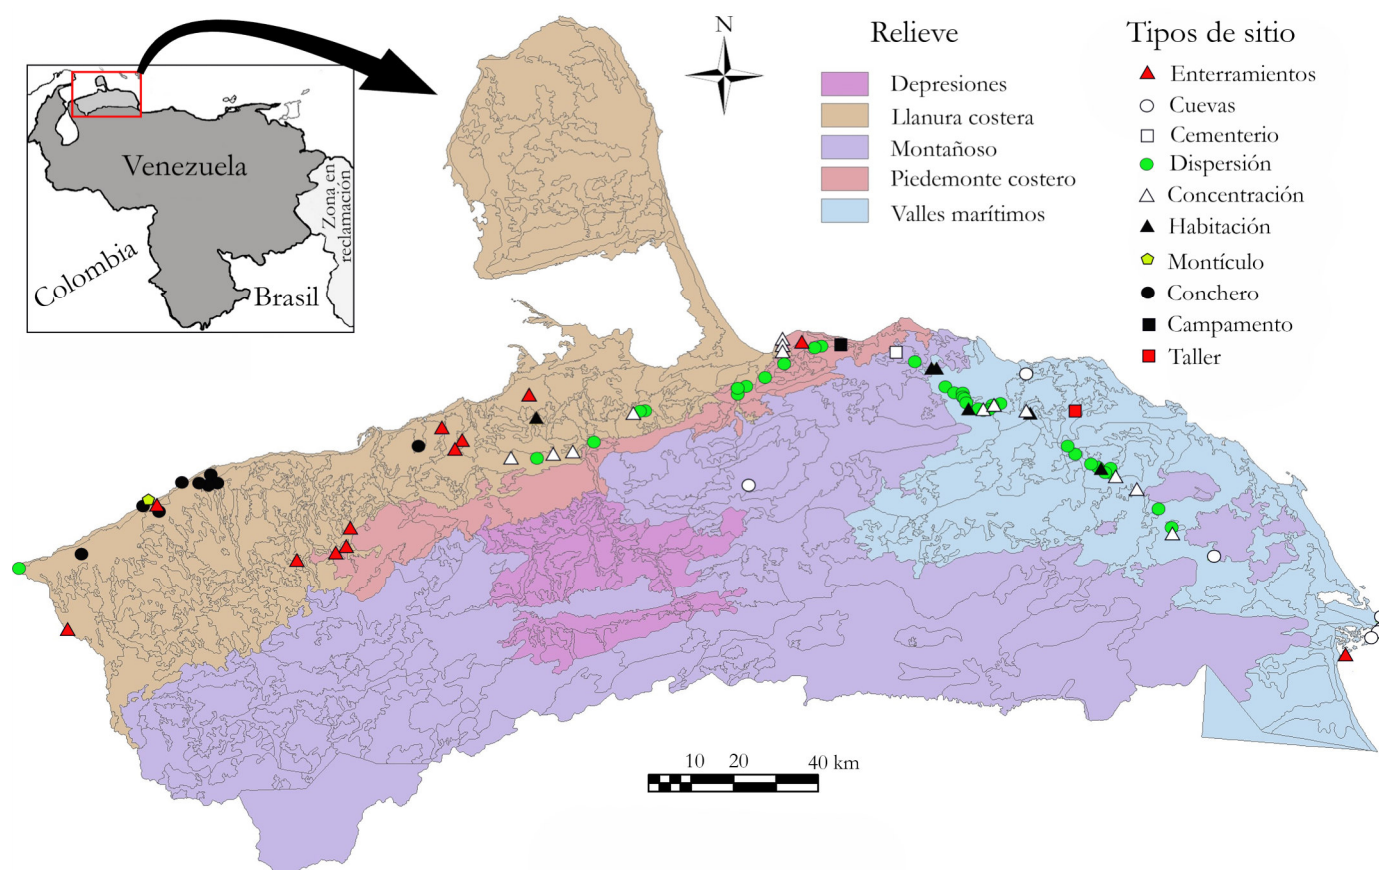 N
Relieve
Depresiones
Llanura costera
Montañoso
Piedemonte costero
Valles marítimos
Tipos de sitio
Enterramientos
Cuevas
Cementerio
Dispersión
Concentración
Habitación
Montículo
Conchero
Campamento
Taller
Venezuela
Zona en
reclamación
Colombia
Brasil
10 20 40 km